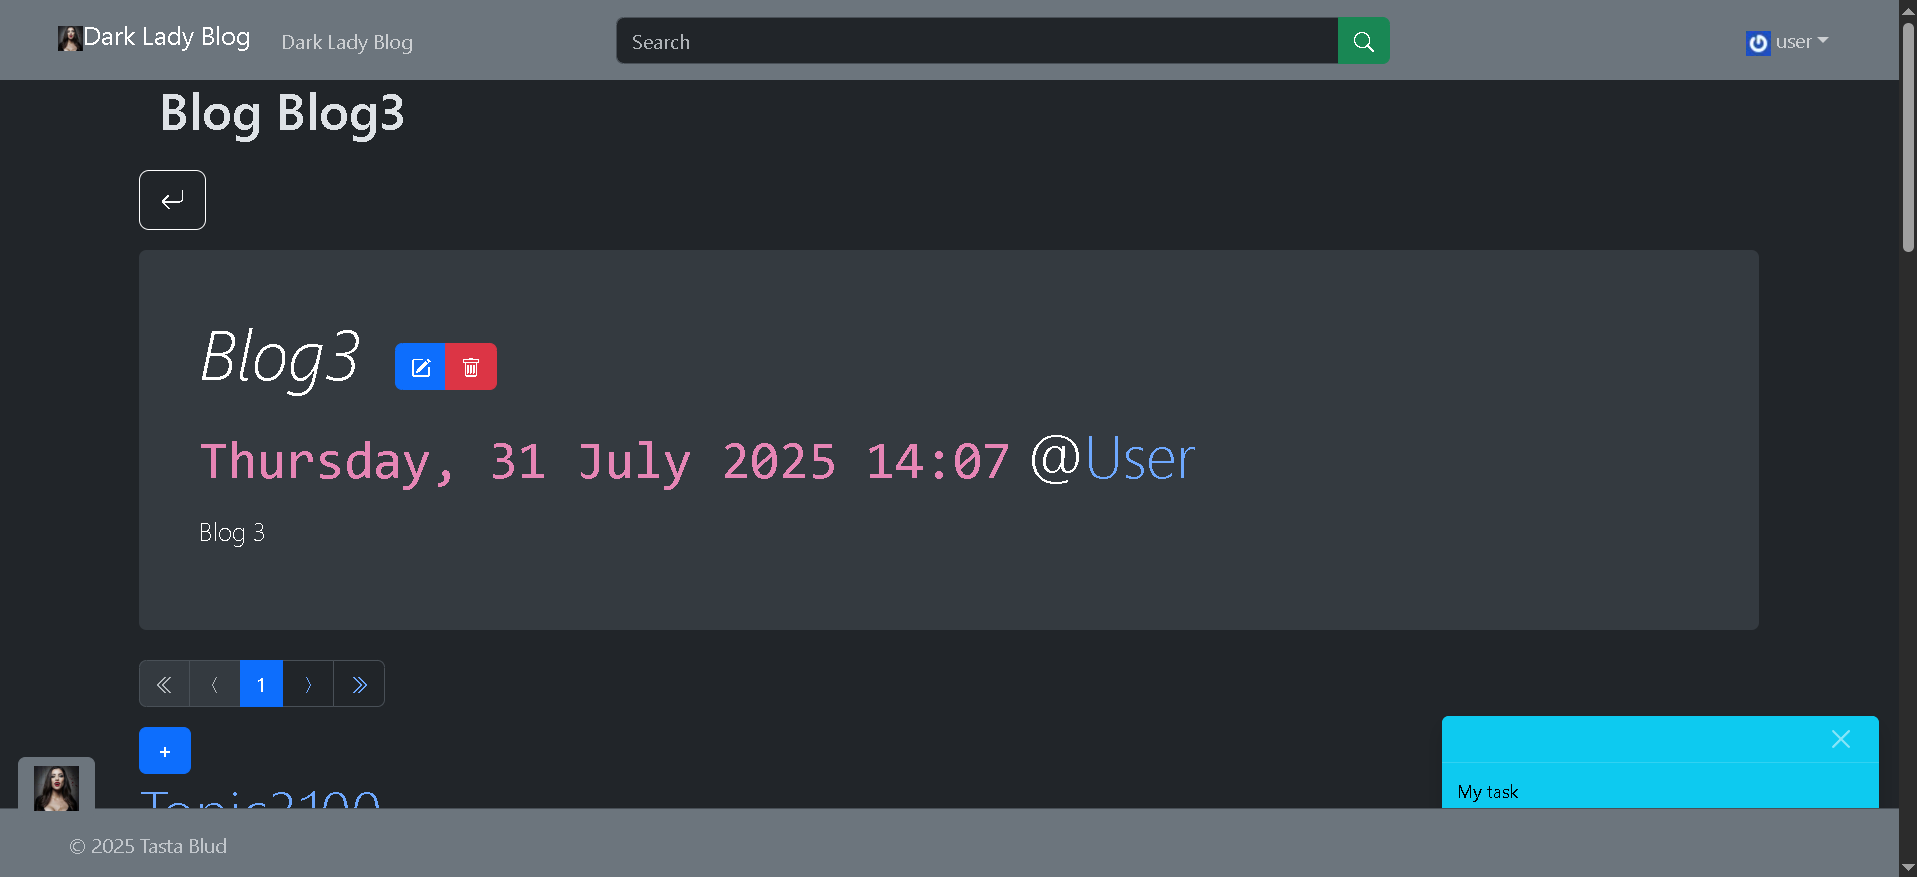 Dark Lady Blog Dark Lady Blog Search user
Blog Blog3
Blog3
Thursday, 31 July 2025 14:07 @User
Blog 3
« ‹ 1 › »
+
Topic2100
My task
© 2025 Tasta Blud